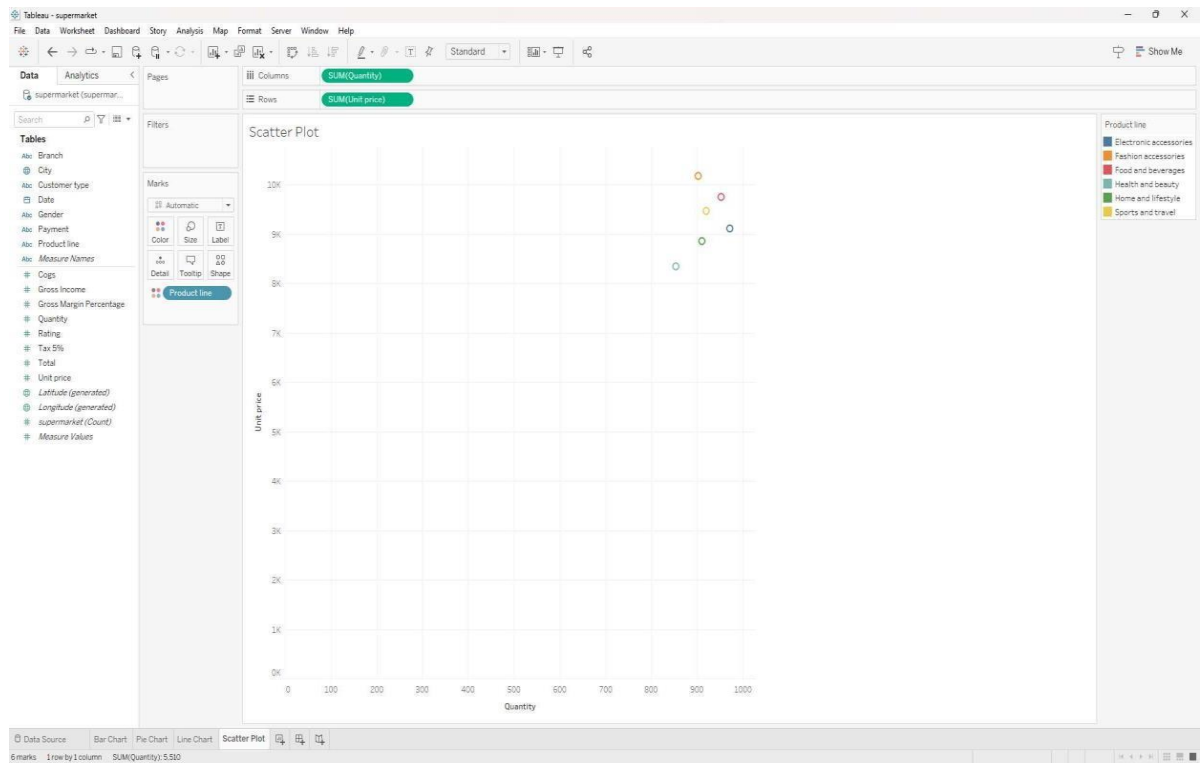 Tableau - supermarket
File Data Worksheet Dashboard Story Analysis Map Format Server Window Help
Standard
Show Me
Data Analytics
supermarket (supermar...
Search
Tables
Abc Branch
City
Abc Customer type
Date
Abc Gender
Abc Payment
Abc Product line
Abc Measure Names
# Cogs
# Gross Income
# Gross Margin Percentage
# Quantity
# Rating
# Tax 5%
# Total
# Unit price
Latitude (generated)
Longitude (generated)
# supermarket (Count)
# Measure Values
Pages
Filters
Marks
Automatic
Color Size Label
Detail Tooltip Shape
Product line
Columns SUM(Quantity)
Rows SUM(Unit price)
Scatter Plot
10K
9K
8K
7K
6K
5K
4K
3K
2K
1K
0K
Unit price
0 100 200 300 400 500 600 700 800 900 1000
Quantity
Product line
Electronic accessories
Fashion accessories
Food and beverages
Health and beauty
Home and lifestyle
Sports and travel
Data Source Bar Chart Pie Chart Line Chart Scatter Plot
6 marks 1 row by 1 column SUM(Quantity): 5,510